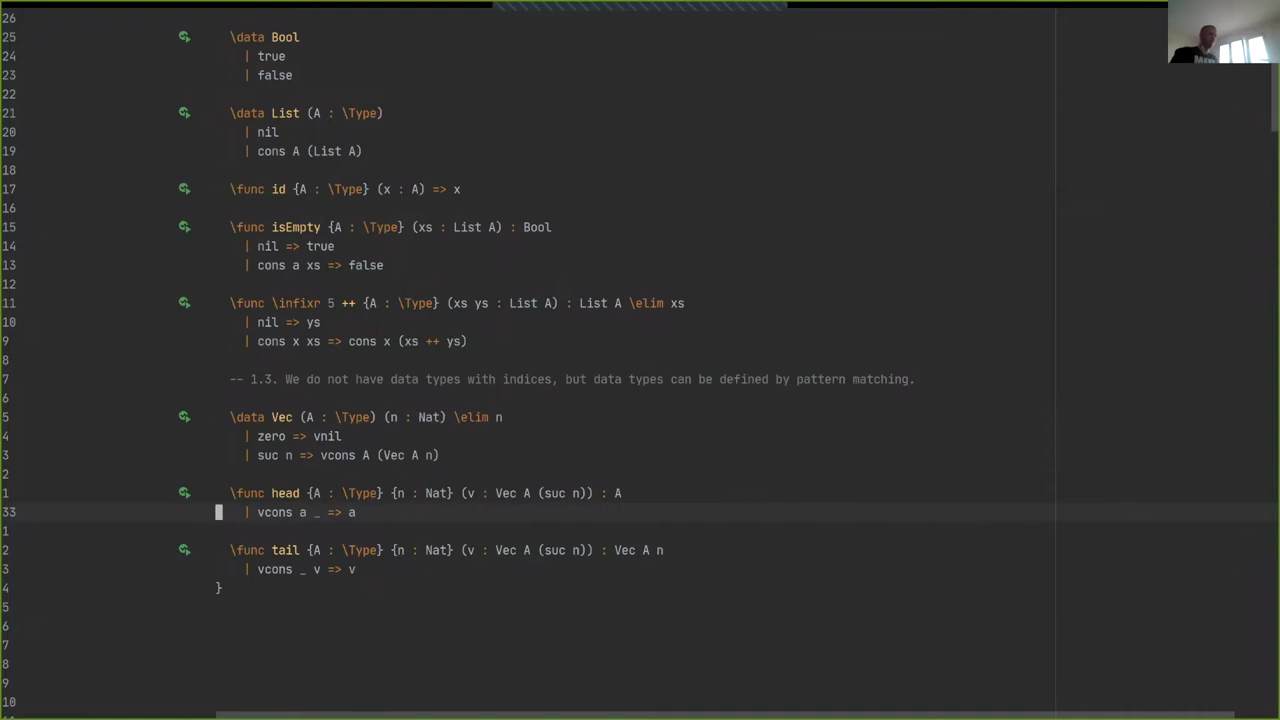 26
25 \data Bool
24 | true
23 | false
22
21 \data List (A : \Type)
20 | nil
19 | cons A (List A)
18
17 \func id {A : \Type} (x : A) => x
16
15 \func isEmpty {A : \Type} (xs : List A) : Bool
14 | nil => true
13 | cons a xs => false
12
11 \func \infixr 5 ++ {A : \Type} (xs ys : List A) : List A \elim xs
10 | nil => ys
9 | cons x xs => cons x (xs ++ ys)
8
7 -- 1.3. We do not have data types with indices, but data types can be defined by pattern matching.
6
5 \data Vec (A : \Type) (n : Nat) \elim n
4 | zero => vnil
3 | suc n => vcons A (Vec A n)
2
1 \func head {A : \Type} {n : Nat} (v : Vec A (suc n)) : A
33 | vcons a _ => a
1
2 \func tail {A : \Type} {n : Nat} (v : Vec A (suc n)) : Vec A n
3 | vcons _ v => v
4 }
5
6
7
8
9
10